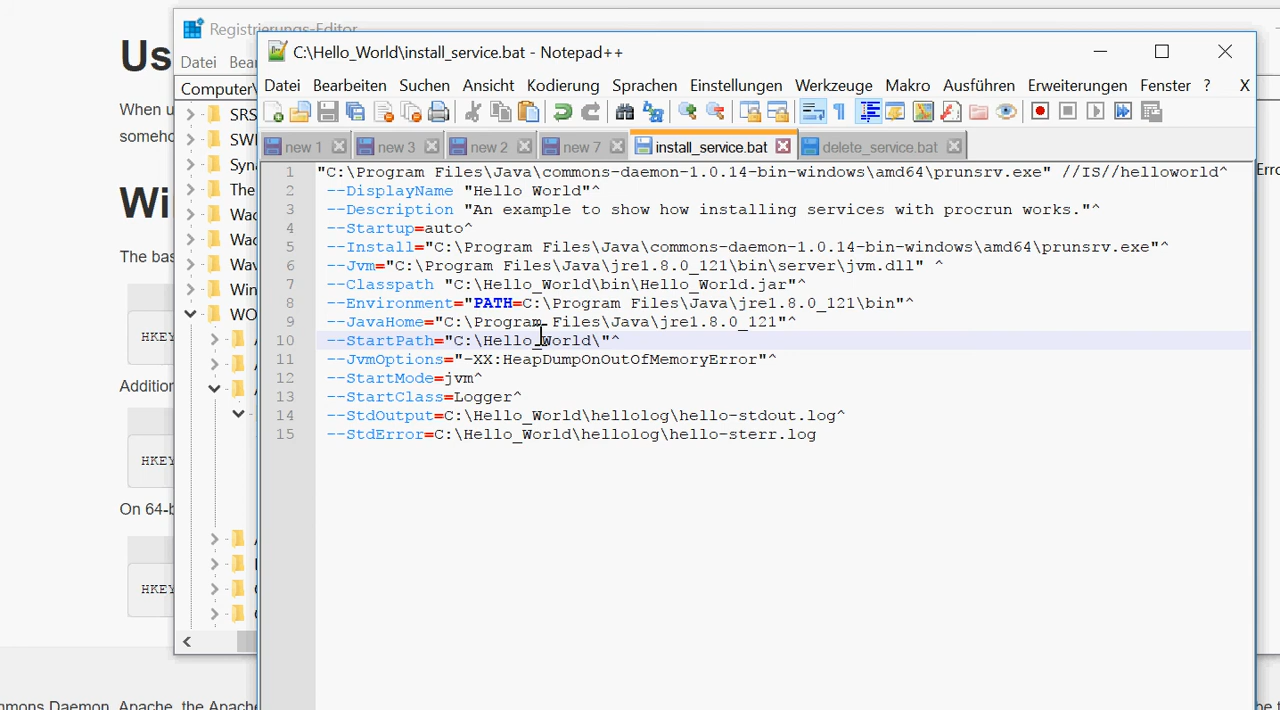 Us
When u
someho
Wi
The bas
HKEY
Addition
HKEY
On 64-b
HKEY
mmons Daemon, Apache, the Apache
Registrierungs-Editor
Datei Bear
Computer\
SRS
SWI
Syna
The
Wac
Wac
Wav
Win
WO
C:\Hello_World\install_service.bat - Notepad++
Datei Bearbeiten Suchen Ansicht Kodierung Sprachen Einstellungen Werkzeuge Makro Ausführen Erweiterungen Fenster ? X
new 1 new 3 new 2 new 7 install_service.bat delete_service.bat
1 "C:\Program Files\Java\commons-daemon-1.0.14-bin-windows\amd64\prunsrv.exe" //IS//helloworld^
2 --DisplayName "Hello World"^
3 --Description "An example to show how installing services with procrun works."^
4 --Startup=auto^
5 --Install="C:\Program Files\Java\commons-daemon-1.0.14-bin-windows\amd64\prunsrv.exe"^
6 --Jvm="C:\Program Files\Java\jre1.8.0_121\bin\server\jvm.dll" ^
7 --Classpath "C:\Hello_World\bin\Hello_World.jar"^
8 --Environment="PATH=C:\Program Files\Java\jre1.8.0_121\bin"^
9 --JavaHome="C:\Program Files\Java\jre1.8.0_121"^
10 --StartPath="C:\Hello_World\"^
11 --JvmOptions="-XX:HeapDumpOnOutOfMemoryError"^
12 --StartMode=jvm^
13 --StartClass=Logger^
14 --StdOutput=C:\Hello_World\hellolog\hello-stdout.log^
15 --StdError=C:\Hello_World\hellolog\hello-sterr.log
Erro